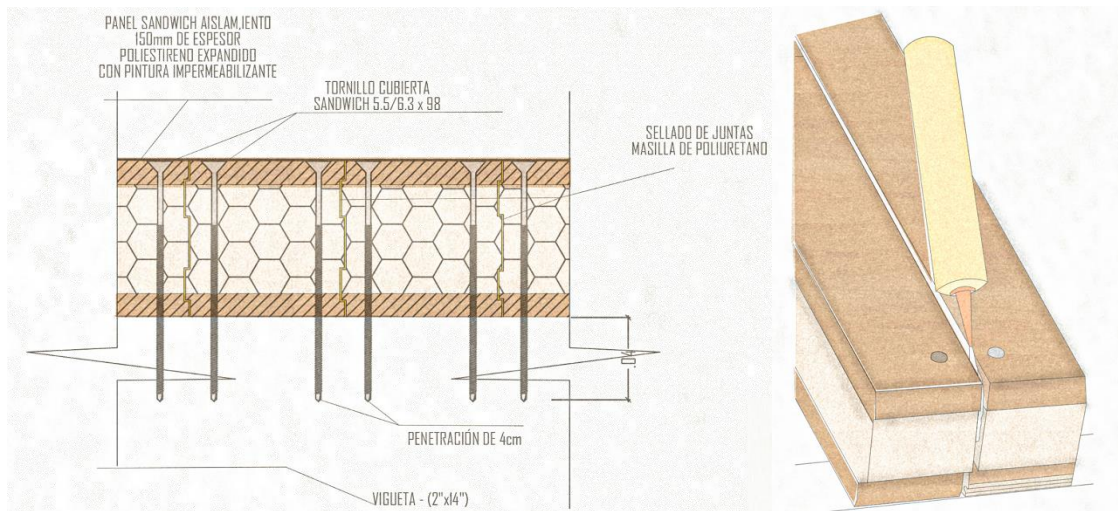 PANEL SANDWICH AISLAM,IENTO
150mm DE ESPESOR
POLIESTIRENO EXPANDIDO
CON PINTURA IMPERMEABILIZANTE
TORNILLO CUBIERTA
SANDWICH 5.5/6.3 x 98
SELLADO DE JUNTAS
MASILLA DE POLIURETANO
PENETRACIÓN DE 4cm
VIGUETA - (2"x14")